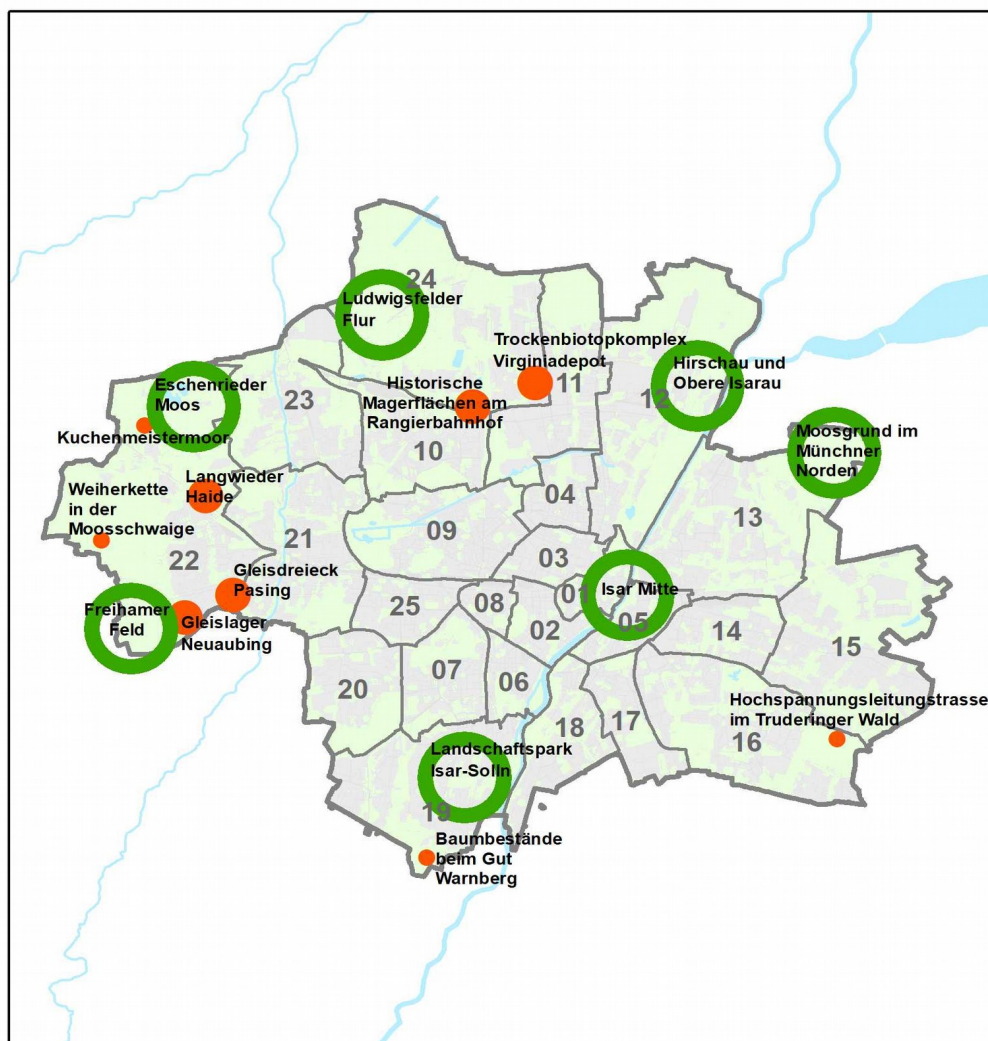 24
Ludwigsfelder
Flur
Trockenbiotopkomplex
Virginiadepot
11
Hirschau und
Obere Isarau
12
Eschenrieder
Moos
23
Historische
Magerflächen am
Rangierbahnhof
10
Kuchenmeistermoor
Moosgrund im
Münchner
Norden
Langwieder
Haide
Weiherkette
in der
Moosschwaige
04
13
09
21
22
03
Gleisdreieck
Pasing
Isar Mitte
01
08
25
02
05
14
Freihamer
Feld
Gleislager
Neuaubing
15
07
06
20
Hochspannungsleitungstrasse
im Truderinger Wald
18
17
16
Landschaftspark
Isar-Solln
19
Baumbestände
beim Gut
Warnberg